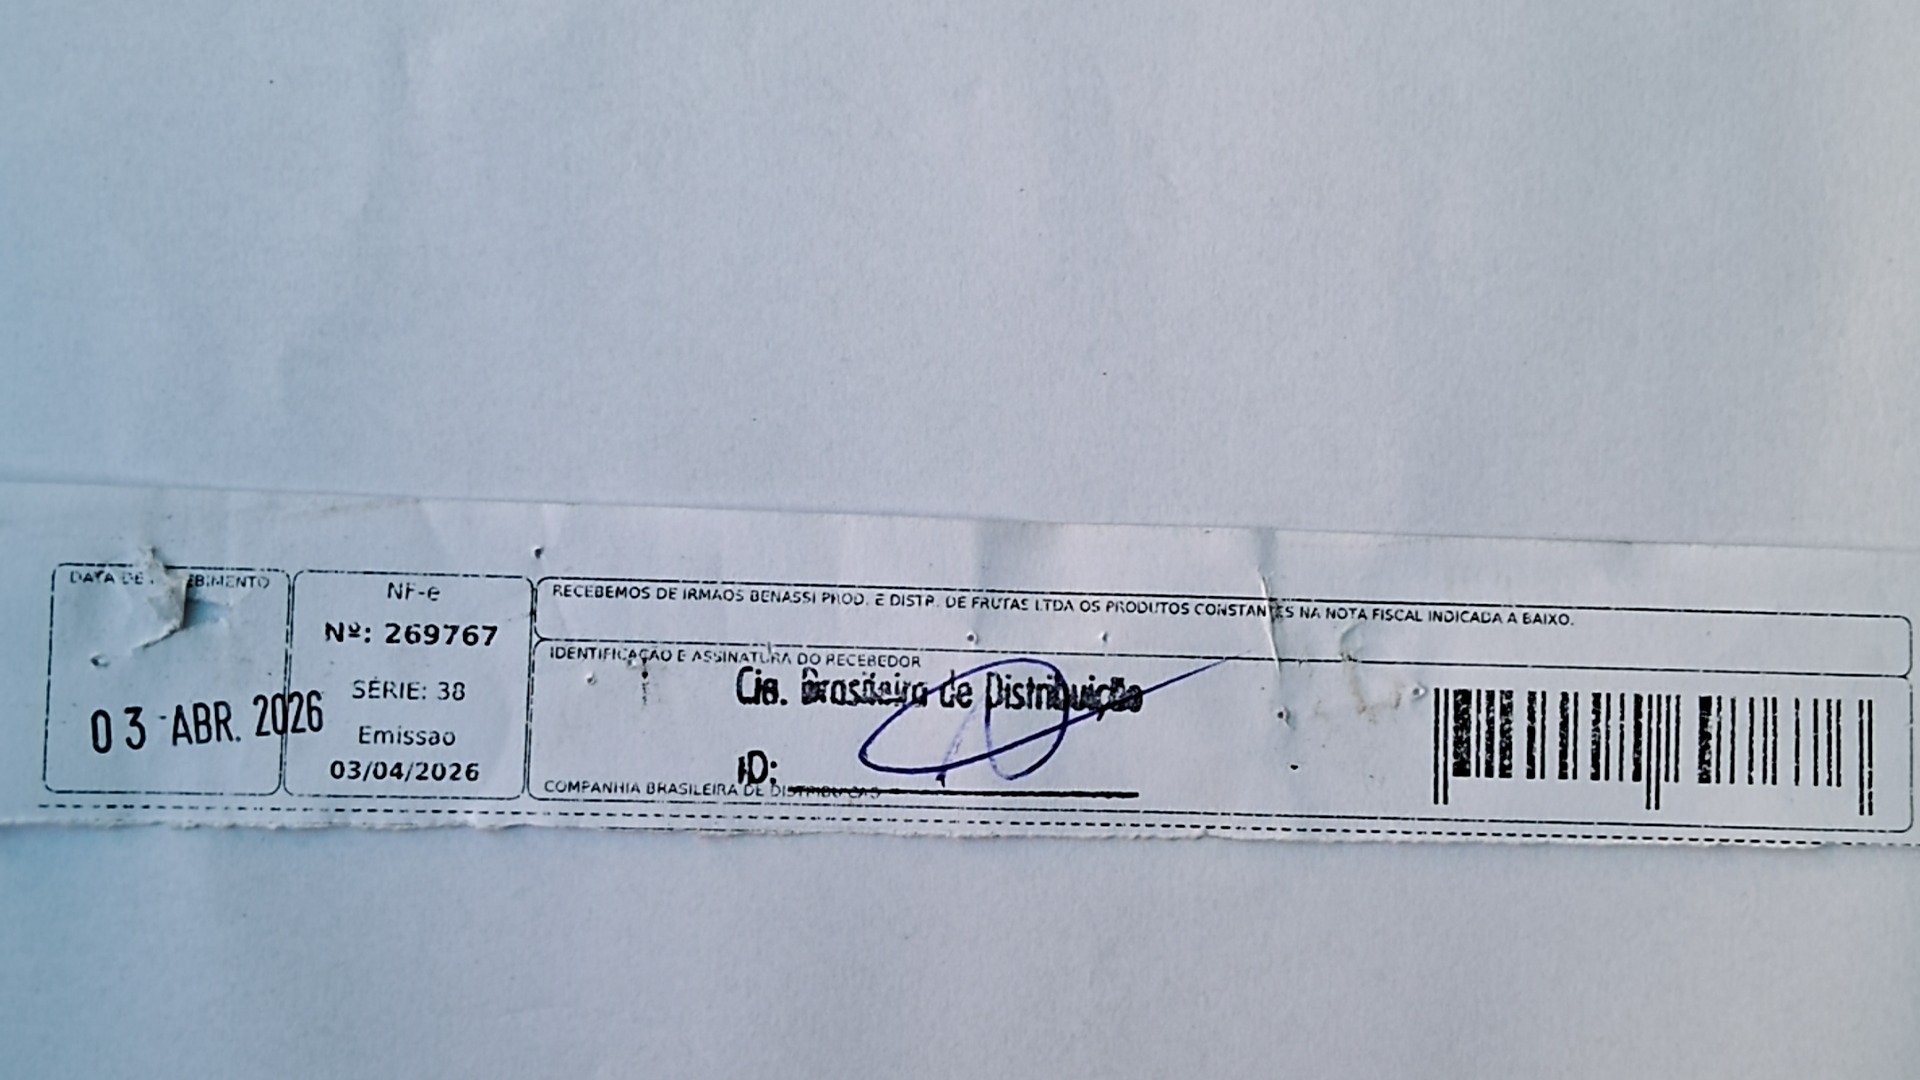 DATA DE RECEBIMENTO
03 ABR. 2026
NF-e
Nº: 269767
SÉRIE: 38
Emissão
03/04/2026
RECEBEMOS DE IRMAOS BENASSI PROD. E DISTR. DE FRUTAS LTDA OS PRODUTOS CONSTANTES NA NOTA FISCAL INDICADA A BAIXO.
IDENTIFICAÇÃO E ASSINATURA DO RECEBEDOR
Cia. Brasileira de Distribuição
ID:
COMPANHIA BRASILEIRA DE DISTRIBUICAO